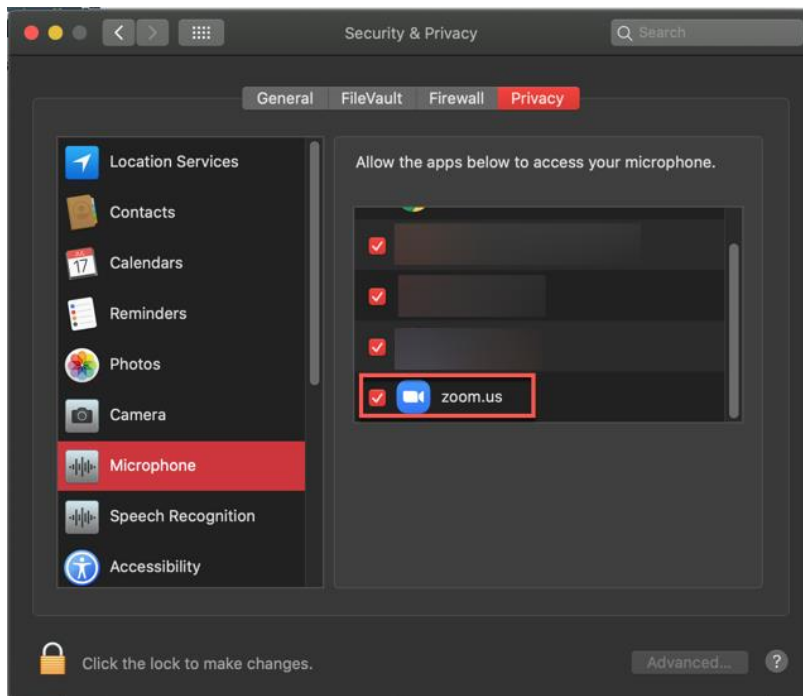 Security & Privacy
Search
General FileVault Firewall Privacy
Location Services
Contacts
JUL
17
Calendars
Reminders
Photos
Camera
Microphone
Speech Recognition
Accessibility
Allow the apps below to access your microphone.
zoom.us
Click the lock to make changes.
Advanced...
?